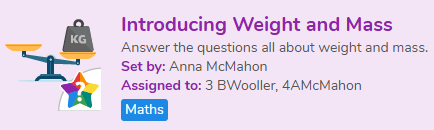 KG
Introducing Weight and Mass
Answer the questions all about weight and mass.
Set by: Anna McMahon
Assigned to: 3 BWooller, 4AMcMahon
Maths